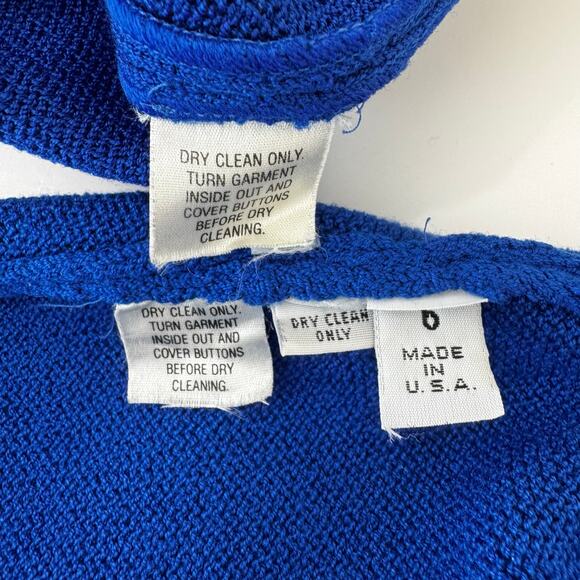 DRY CLEAN ONLY.
TURN GARMENT
INSIDE OUT AND
COVER BUTTONS
BEFORE DRY
CLEANING.
DRY CLEAN ONLY.
TURN GARMENT
INSIDE OUT AND
COVER BUTTONS
BEFORE DRY
CLEANING.
DRY CLEAN
ONLY
6
MADE
IN
U.S.A.